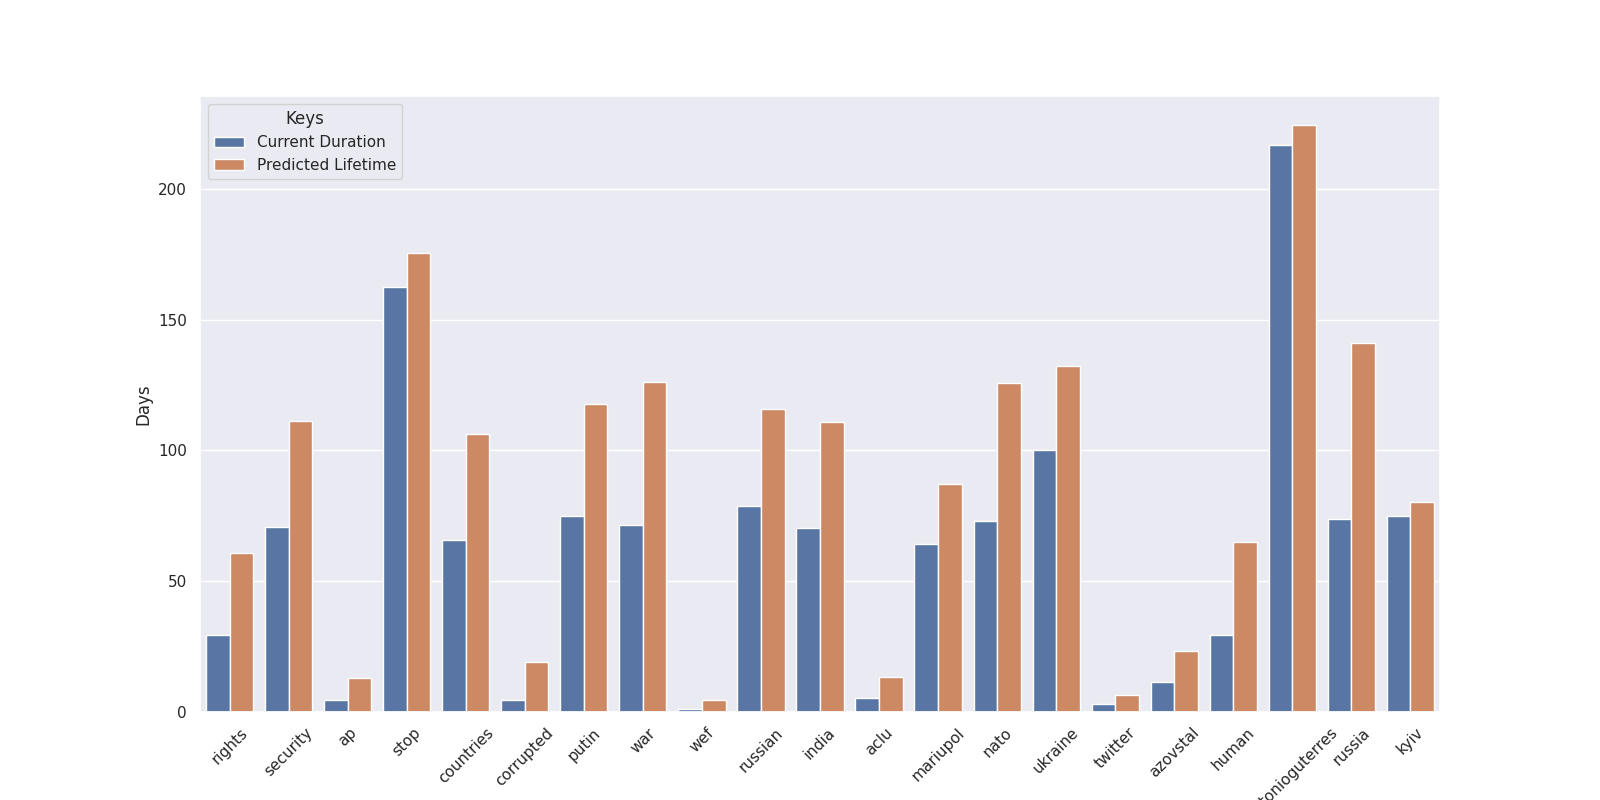 Keys
Current Duration
Predicted Lifetime
Days
200
150
100
50
0
rights
security
ap
stop
countries
corrupted
putin
war
wef
russian
india
aclu
mariupol
nato
ukraine
twitter
azovstal
human
tonioguterres
russia
kyiv